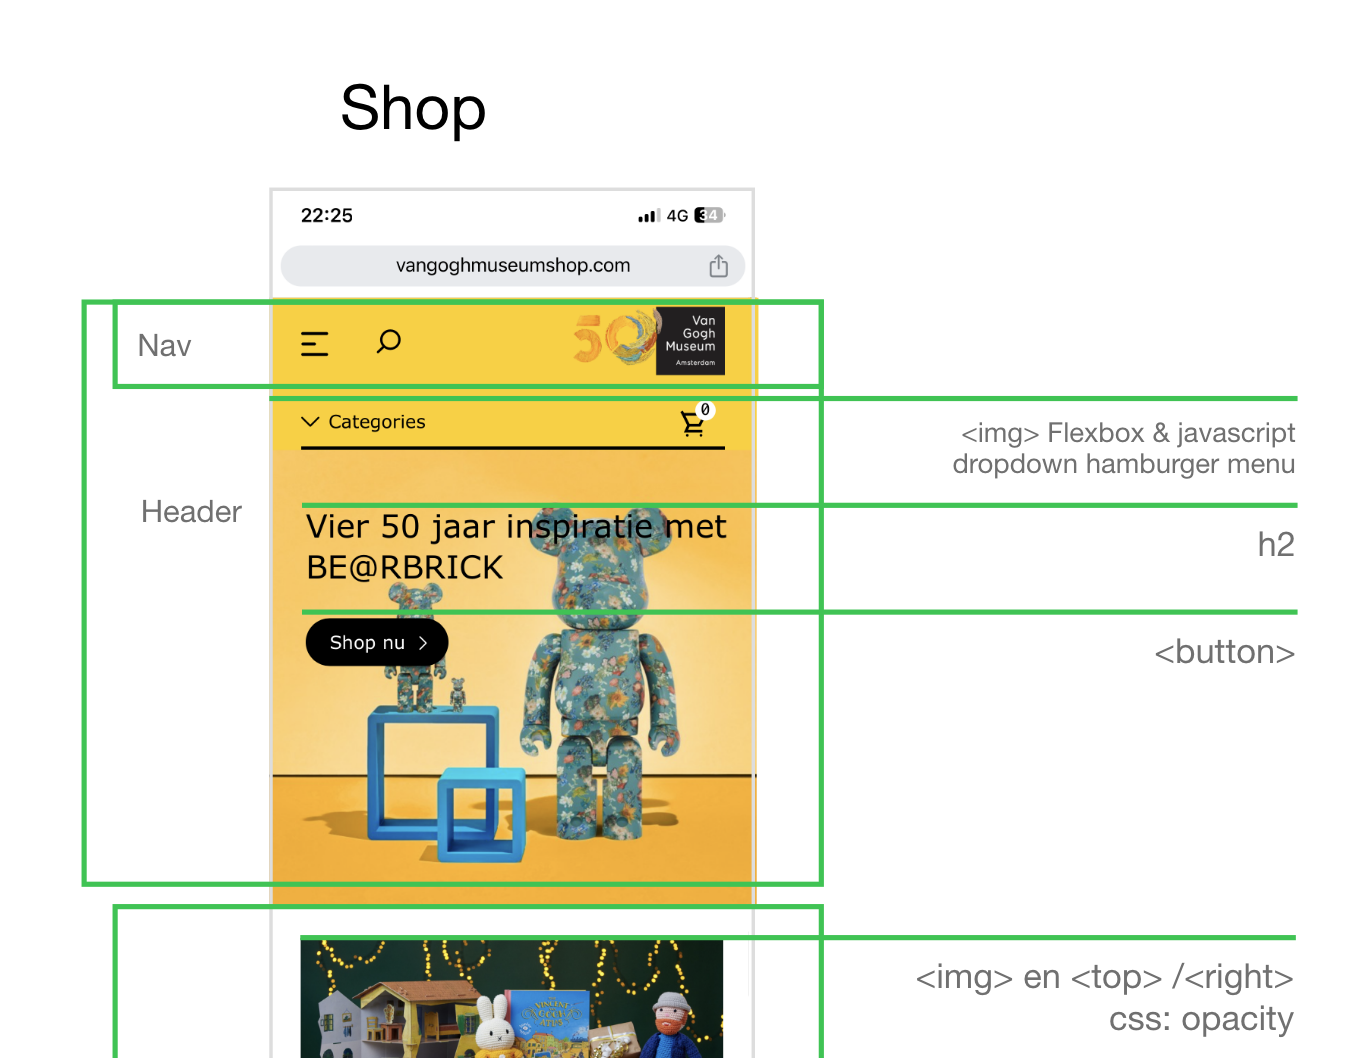 Shop
22:25
4G 34
vangoghmuseumshop.com
Nav
50
Van
Gogh
Museum
Amsterdam
Categories
0
<img> Flexbox & javascript
dropdown hamburger menu
Header
Vier 50 jaar inspiratie met
BE@RBRICK
h2
Shop nu
<button>
<img> en <top> /<right>
css: opacity
VINCENT